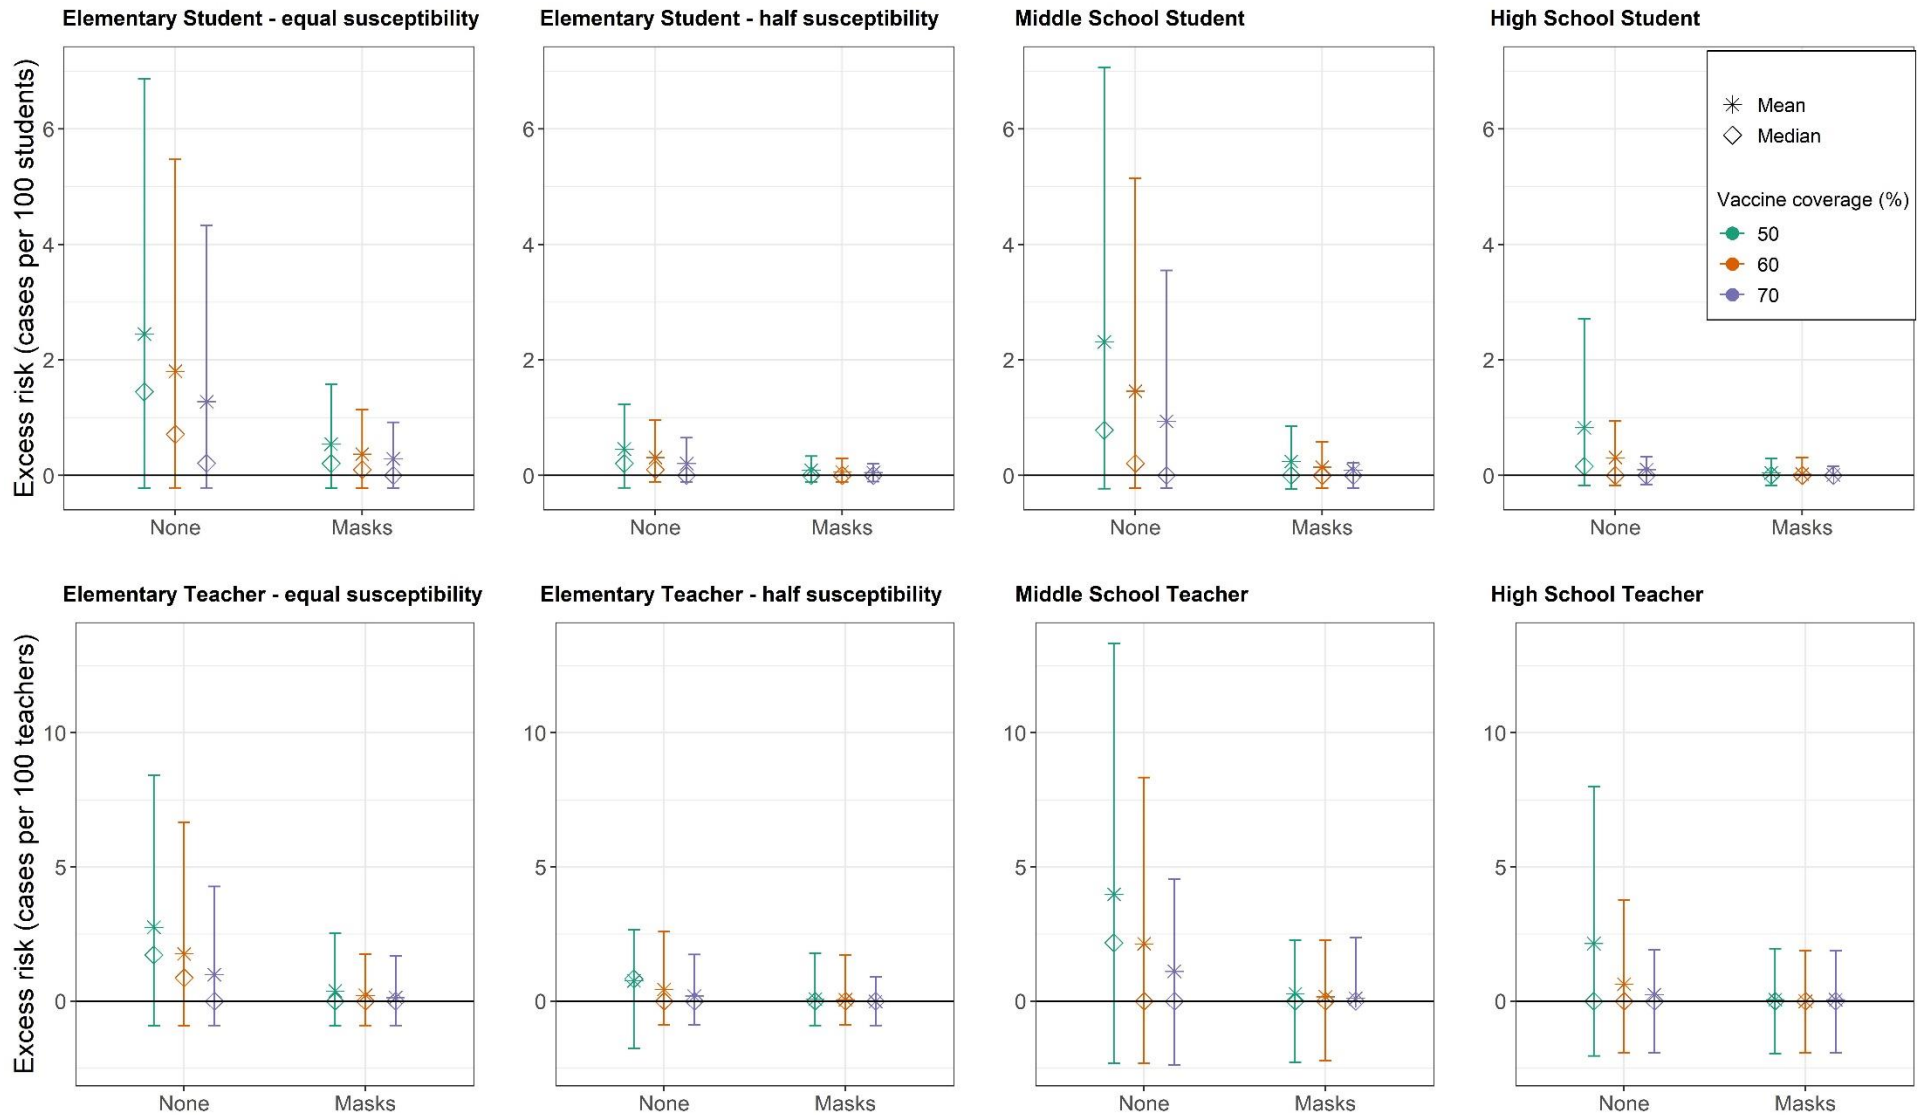 Elementary Student - equal susceptibility
Elementary Student - half susceptibility
Middle School Student
High School Student
Excess risk (cases per 100 students)
6
4
2
0
None
Masks
6
4
2
0
None
Masks
6
4
2
0
None
Masks
6
4
2
0
None
Masks
Mean
Median
Vaccine coverage (%)
50
60
70
Elementary Teacher - equal susceptibility
Elementary Teacher - half susceptibility
Middle School Teacher
High School Teacher
Excess risk (cases per 100 teachers)
10
5
0
None
Masks
10
5
0
None
Masks
10
5
0
None
Masks
10
5
0
None
Masks